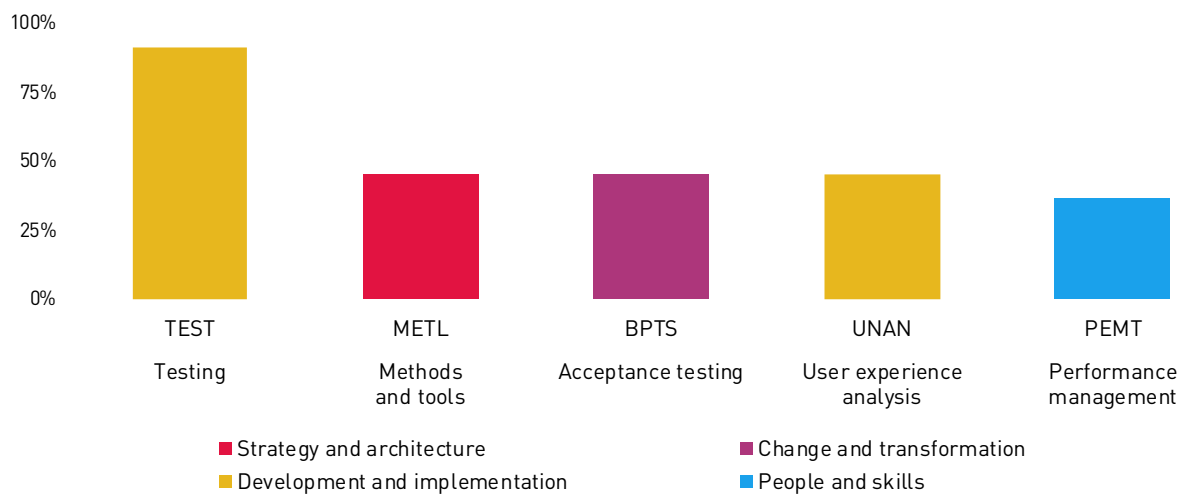 100%
75%
50%
25%
0%
TEST METL BPTS UNAN PEMT
Testing Methods Acceptance testing User experience Performance
and tools analysis management
Strategy and architecture Change and transformation
Development and implementation People and skills